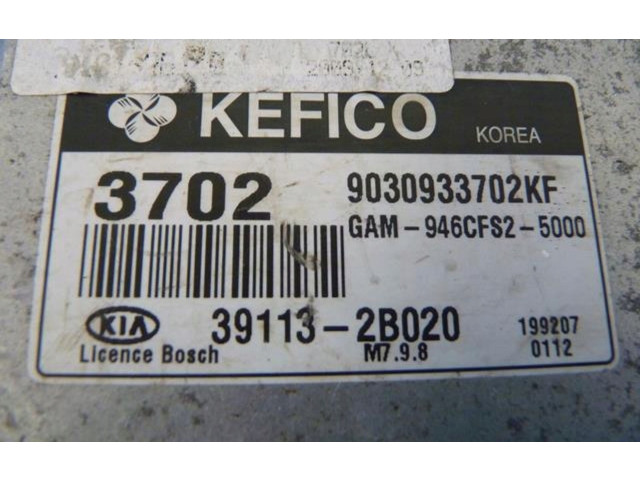 KEFICO KOREA
3702 9030933702KF
GAM-946CFS2-5000
KIA 39113-2B020 199207
Licence Bosch M7.9.8 0112